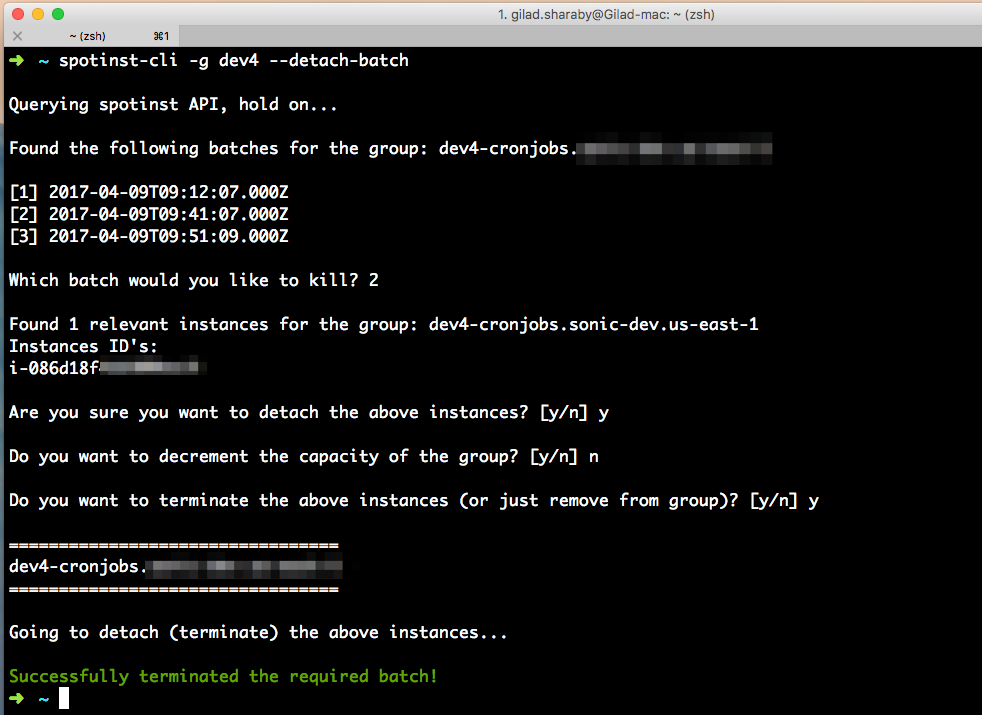 1. gilad.sharaby@Gilad-mac: ~ (zsh)
~ (zsh) ⌘1
➜ ~ spotinst-cli -g dev4 --detach-batch
Querying spotinst API, hold on...
Found the following batches for the group: dev4-cronjobs.
[1] 2017-04-09T09:12:07.000Z
[2] 2017-04-09T09:41:07.000Z
[3] 2017-04-09T09:51:09.000Z
Which batch would you like to kill? 2
Found 1 relevant instances for the group: dev4-cronjobs.sonic-dev.us-east-1
Instances ID's:
i-086d18f
Are you sure you want to detach the above instances? [y/n] y
Do you want to decrement the capacity of the group? [y/n] n
Do you want to terminate the above instances (or just remove from group)? [y/n] y
=================================
dev4-cronjobs.
=================================
Going to detach (terminate) the above instances...
Successfully terminated the required batch!
➜ ~